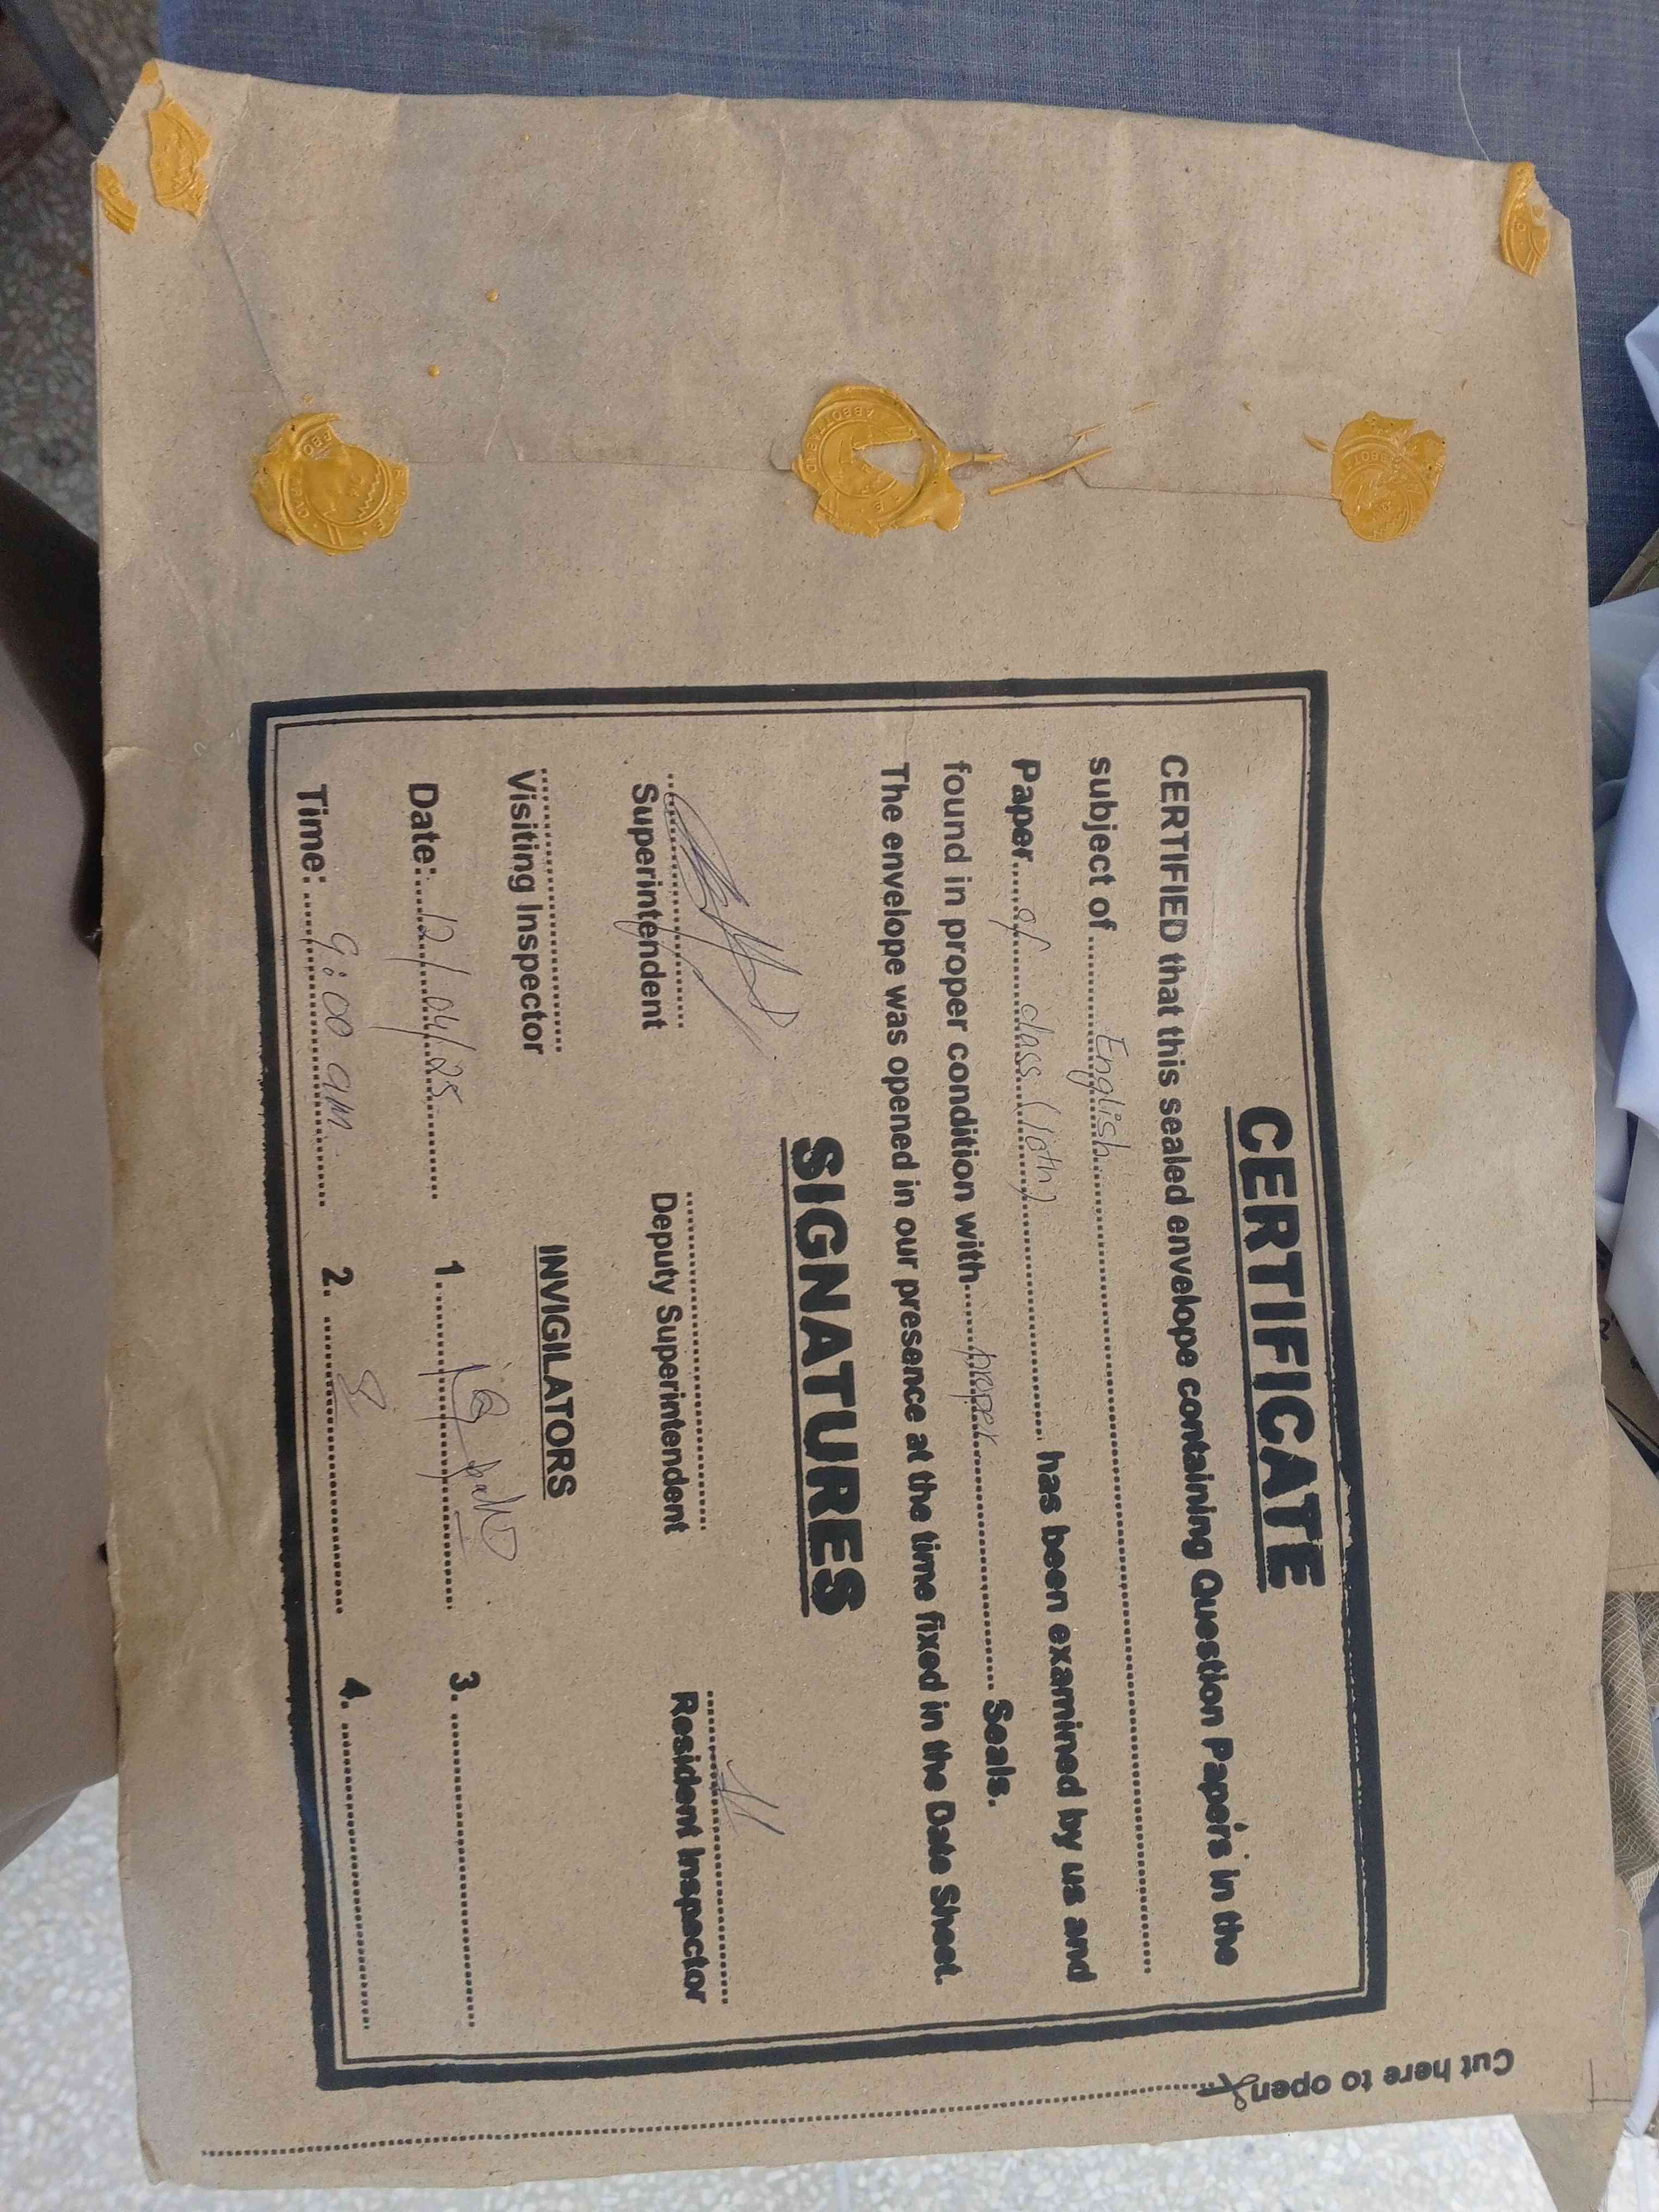 CERTIFICATE
CERTIFIED that this sealed envelope containing Question Papers in the
subject of ........ English ........
Paper ...... of class (10th) ........ has been examined by us and
found in proper condition with ........ proper ........ Seals.
The envelope was opened in our presence at the time fixed in the Date Sheet.
SIGNATURES
Superintendent Deputy Superintendent Resident Inspector
Visiting Inspector INVIGILATORS
Date: 12/04/25 1. 3.
Time: 9:00 am 2. 4.
Cut here to open